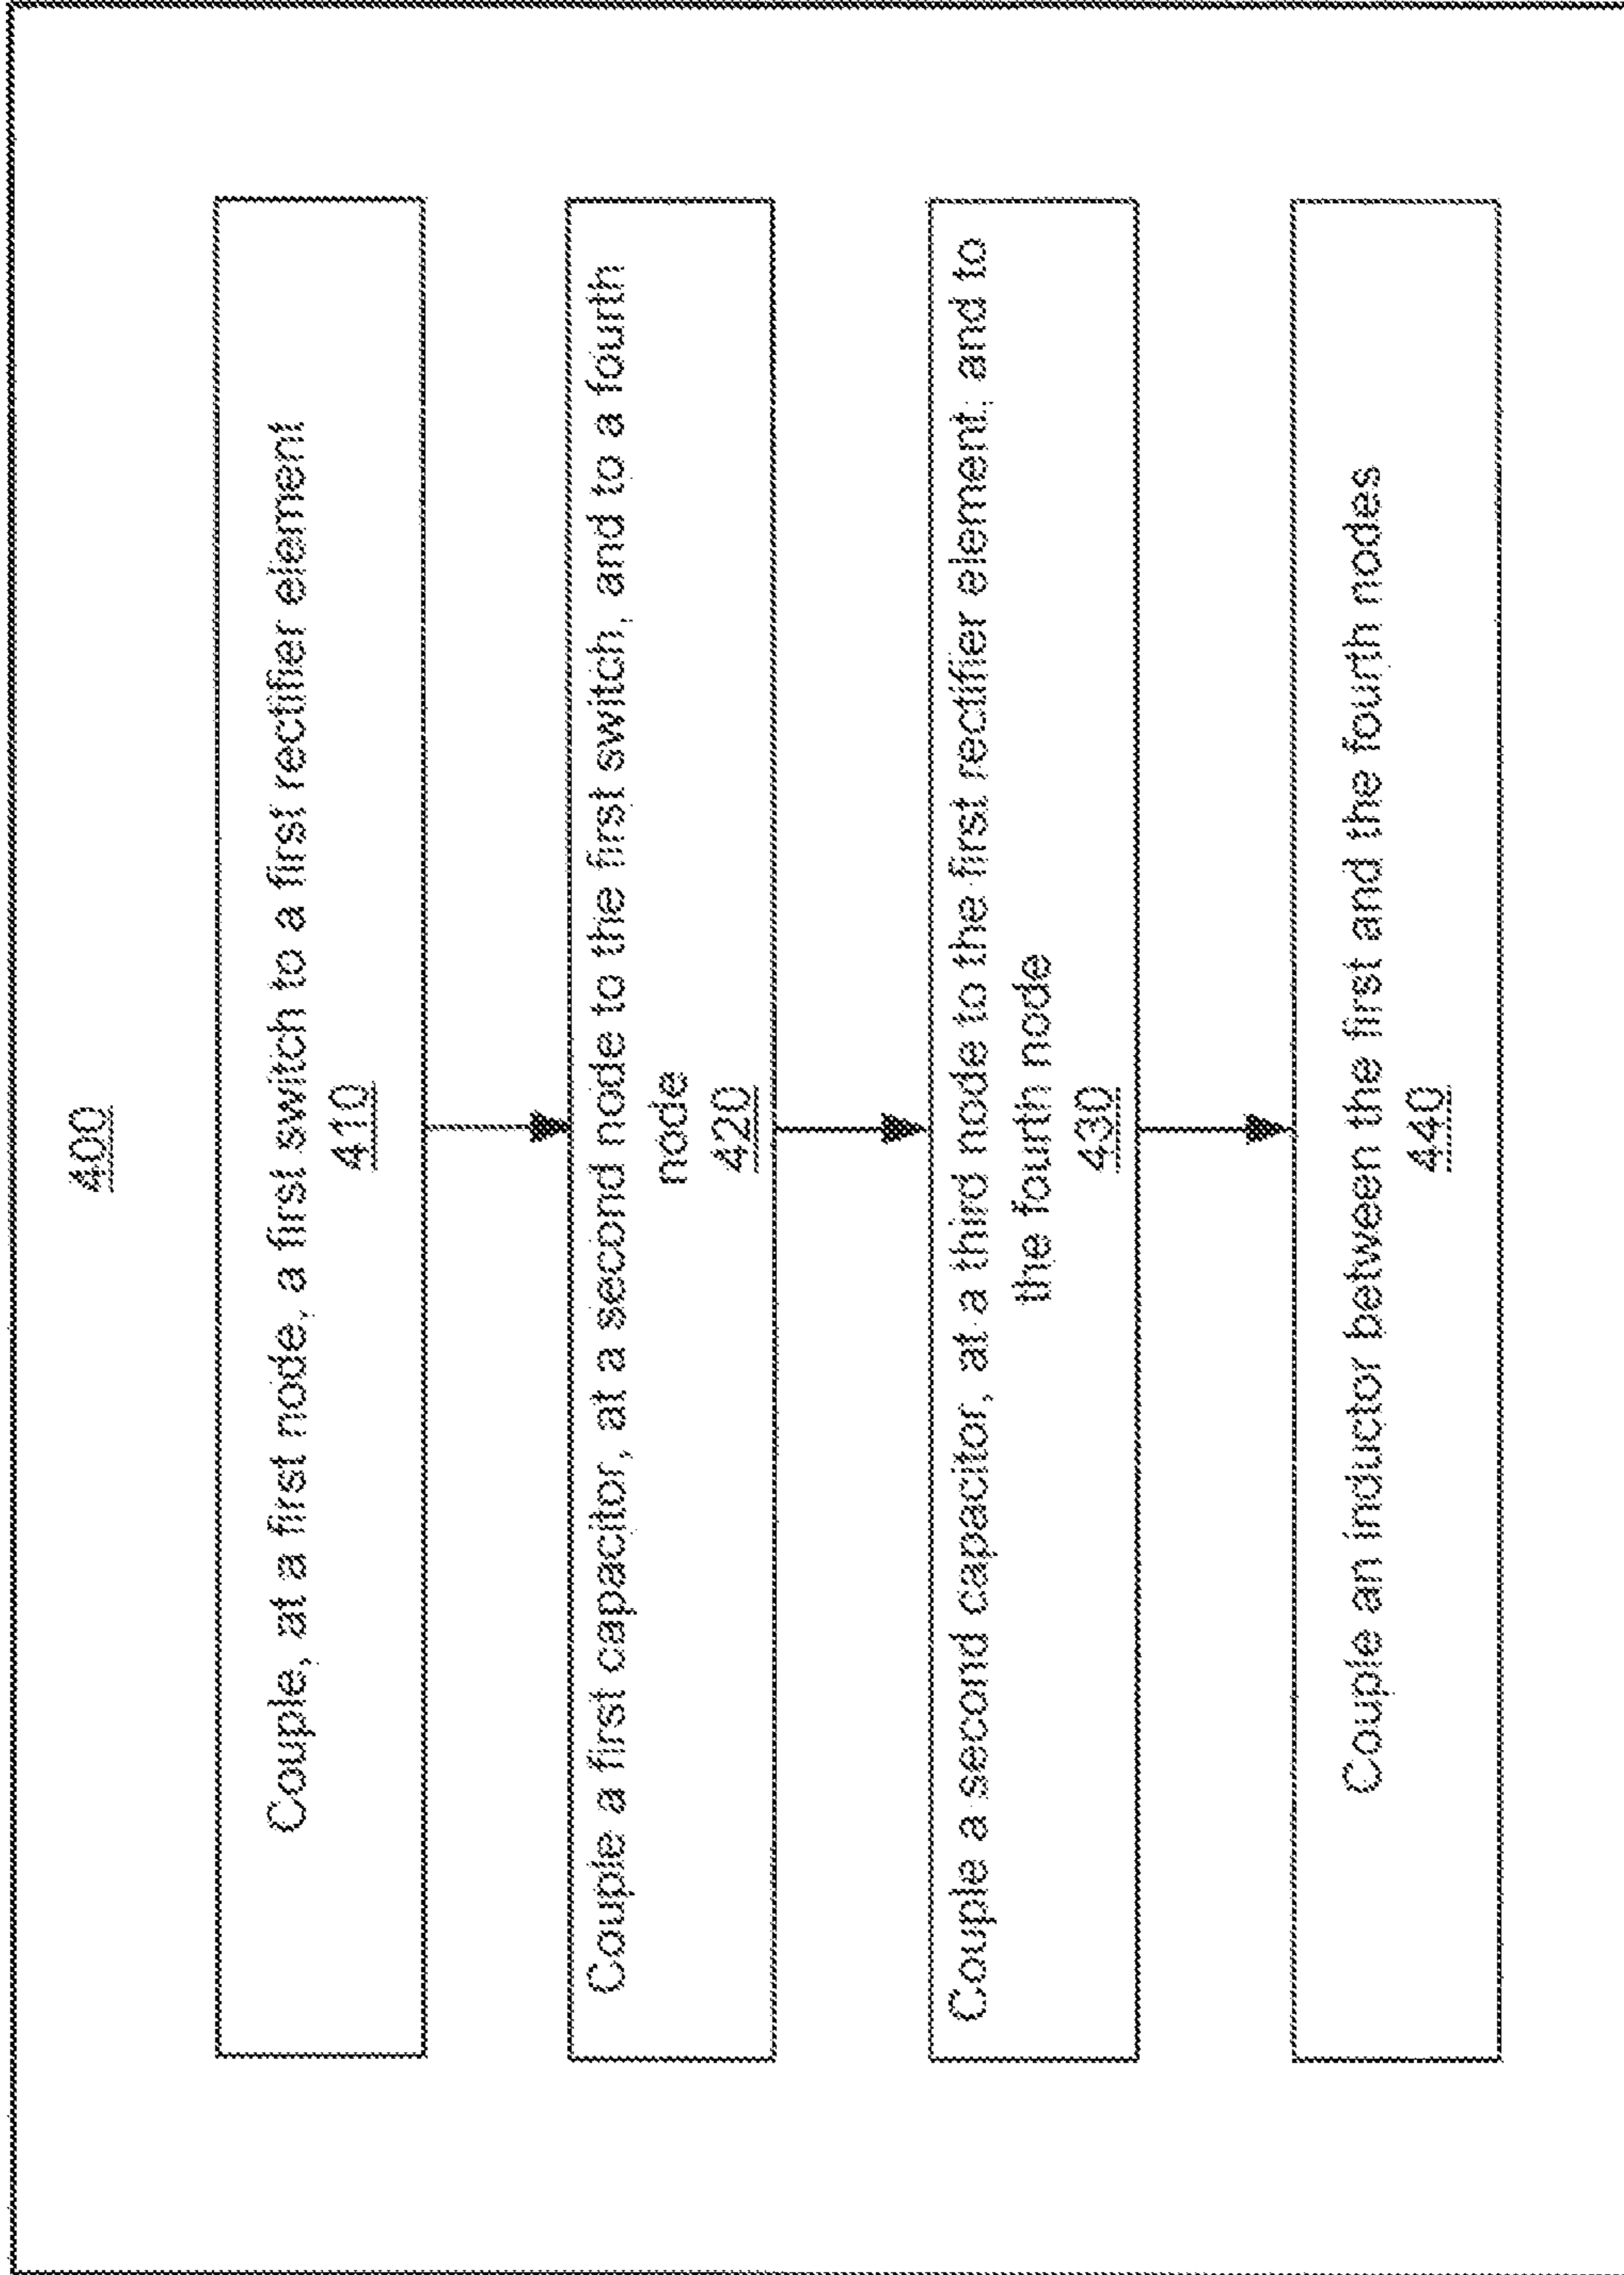 400
Couple, at a first node, a first switch to a first rectifier element
410
Couple a first capacitor, at a second node to the first switch, and to a fourth
node
420
Couple a second capacitor, at a third node to the first rectifier element, and to
the fourth node
430
Couple an inductor between the first and the fourth nodes
440